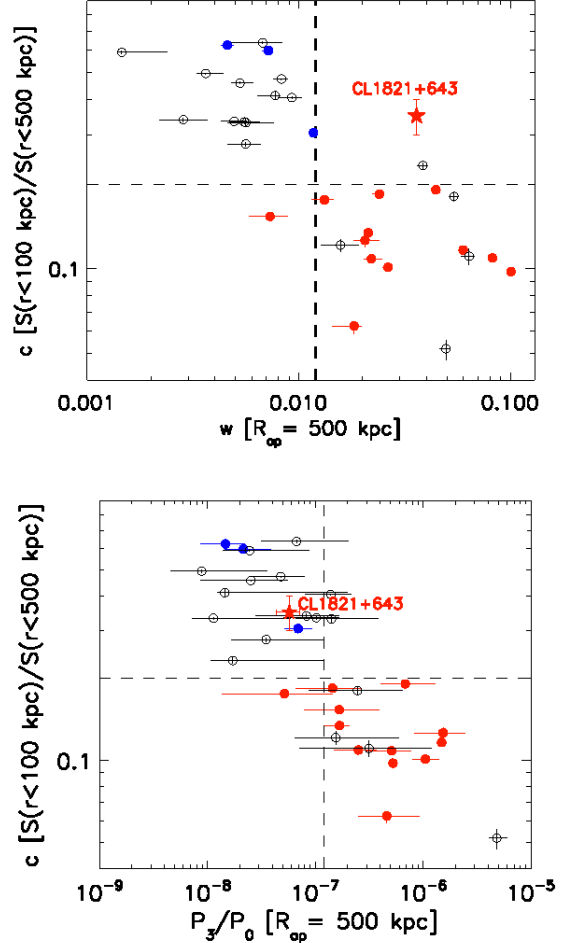 c [S(r<100 kpc)/S(r<500 kpc)]
0.1
CL1821+643
0.001 0.010 0.100
w [R_ap= 500 kpc]
c [S(r<100 kpc)/S(r<500 kpc)]
0.1
CL1821+643
10^-9 10^-8 10^-7 10^-6 10^-5
P_3/P_0 [R_ap= 500 kpc]